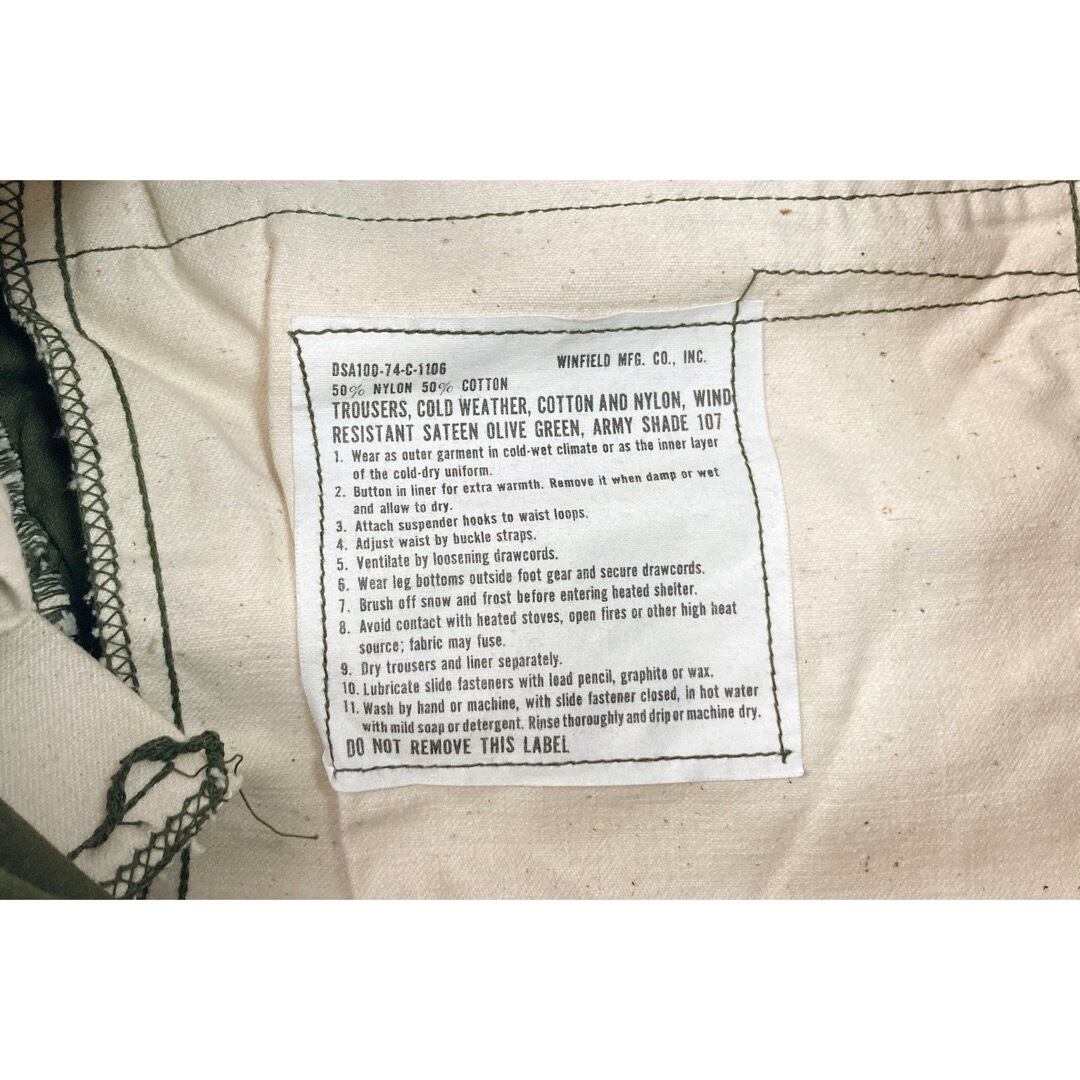 DSA100-74-C-1106 WINFIELD MFG. CO., INC.
50% NYLON 50% COTTON
TROUSERS, COLD WEATHER, COTTON AND NYLON, WIND
RESISTANT SATEEN OLIVE GREEN, ARMY SHADE 107
1. Wear as outer garment in cold-wet climate or as the inner layer
of the cold-dry uniform.
2. Button in liner for extra warmth. Remove it when damp or wet
and allow to dry.
3. Attach suspender hooks to waist loops.
4. Adjust waist by buckle straps.
5. Ventilate by loosening drawcords.
6. Wear leg bottoms outside foot gear and secure drawcords.
7. Brush off snow and frost before entering heated shelter.
8. Avoid contact with heated stoves, open fires or other high heat
source; fabric may fuse.
9. Dry trousers and liner separately.
10. Lubricate slide fasteners with lead pencil, graphite or wax.
11. Wash by hand or machine, with slide fastener closed, in hot water
with mild soap or detergent. Rinse thoroughly and drip or machine dry.
DO NOT REMOVE THIS LABEL